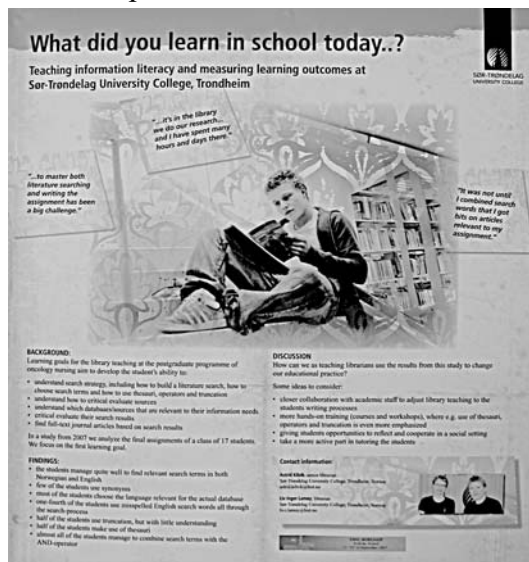 What did you learn in school today..?
Teaching information literacy and measuring learning outcomes at
Sør-Trøndelag University College, Trondheim
SØR-TRØNDELAG
UNIVERSITY COLLEGE
"...it's in the library
we do our research...
and I have spent many
hours and days there."
"...to master both
literature searching
and writing the
assignment has been
a big challenge."
"It was not until
I combined search
words that I got
hits on articles
relevant to my
assignment."
BACKGROUND:
Learning goals for the library teaching at the postgraduate programme of
oncology nursing aim to develop the student's ability to:
• understand search strategy, including how to build a literature search, how to
choose search terms and how to use thesauri, operators and truncation
• understand how to critical evaluate sources
• understand which databases/sources that are relevant to their information needs
• critical evaluate their search results
• find full-text journal articles based on search results
In a study from 2007 we analyze the final assignments of a class of 17 students.
We focus on the first learning goal.
FINDINGS:
• the students manage quite well to find relevant search terms in both
Norwegian and English
• few of the students use synonyms
• most of the students choose the language relevant for the actual database
• one-fourth of the students use misspelled English search words all through
the search-process
• half of the students use truncation, but with little understanding
• half of the students make use of thesauri
• almost all of the students manage to combine search terms with the
AND-operator
DISCUSSION
How can we as teaching librarians use the results from this study to change
our educational practice?
Some ideas to consider:
• closer collaboration with academic staff to adjust library teaching to the
students writing processes
• more hands-on training (courses and workshops), where e.g. use of thesauri,
operators and truncation is even more emphasized
• giving students opportunities to reflect and cooperate in a social setting
• take a more active part in tutoring the students
Contact information:
Sør-Trøndelag University College, Trondheim, Norway
Sør-Trøndelag University College, Trondheim, Norway